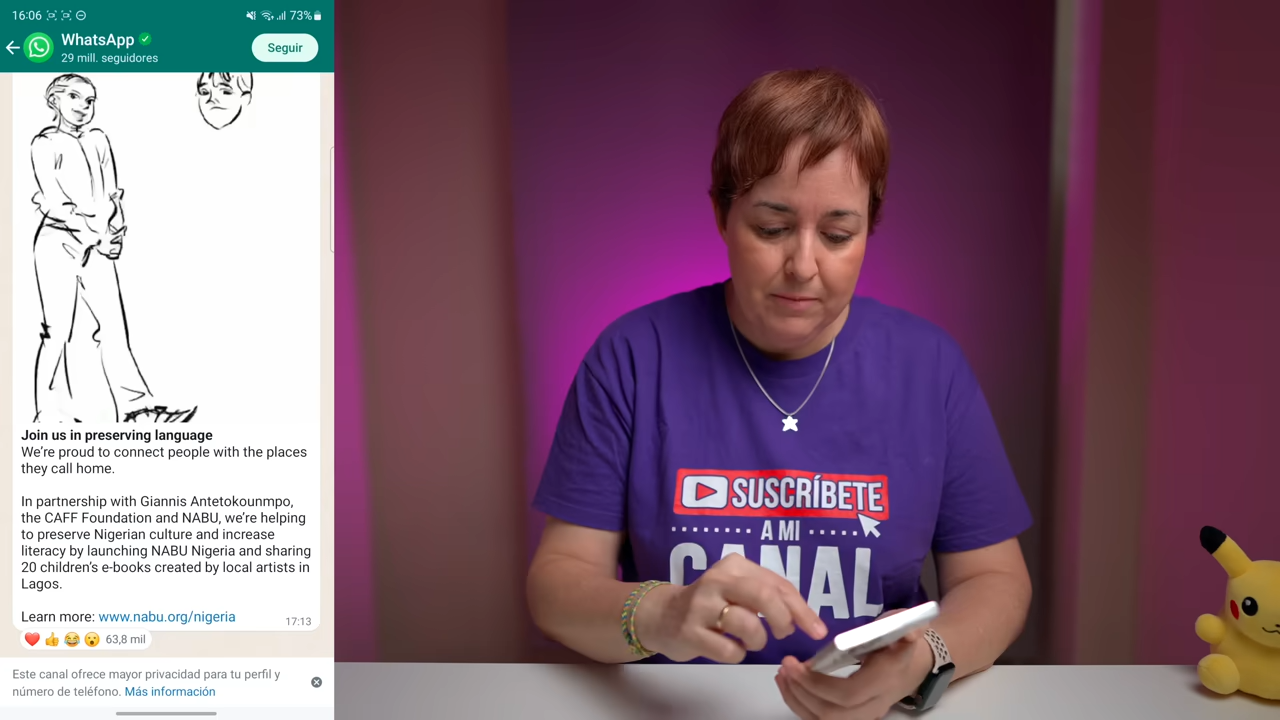 16:06
73%
WhatsApp
29 mill. seguidores
Seguir
Join us in preserving language
We're proud to connect people with the places
they call home.
In partnership with Giannis Antetokounmpo,
the CAFF Foundation and NABU, we're helping
to preserve Nigerian culture and increase
literacy by launching NABU Nigeria and sharing
20 children's e-books created by local artists in
Lagos.
Learn more: www.nabu.org/nigeria
17:13
63,8 mil
Este canal ofrece mayor privacidad para tu perfil y
número de teléfono. Más información
SUSCRÍBETE
A MI
CANAL